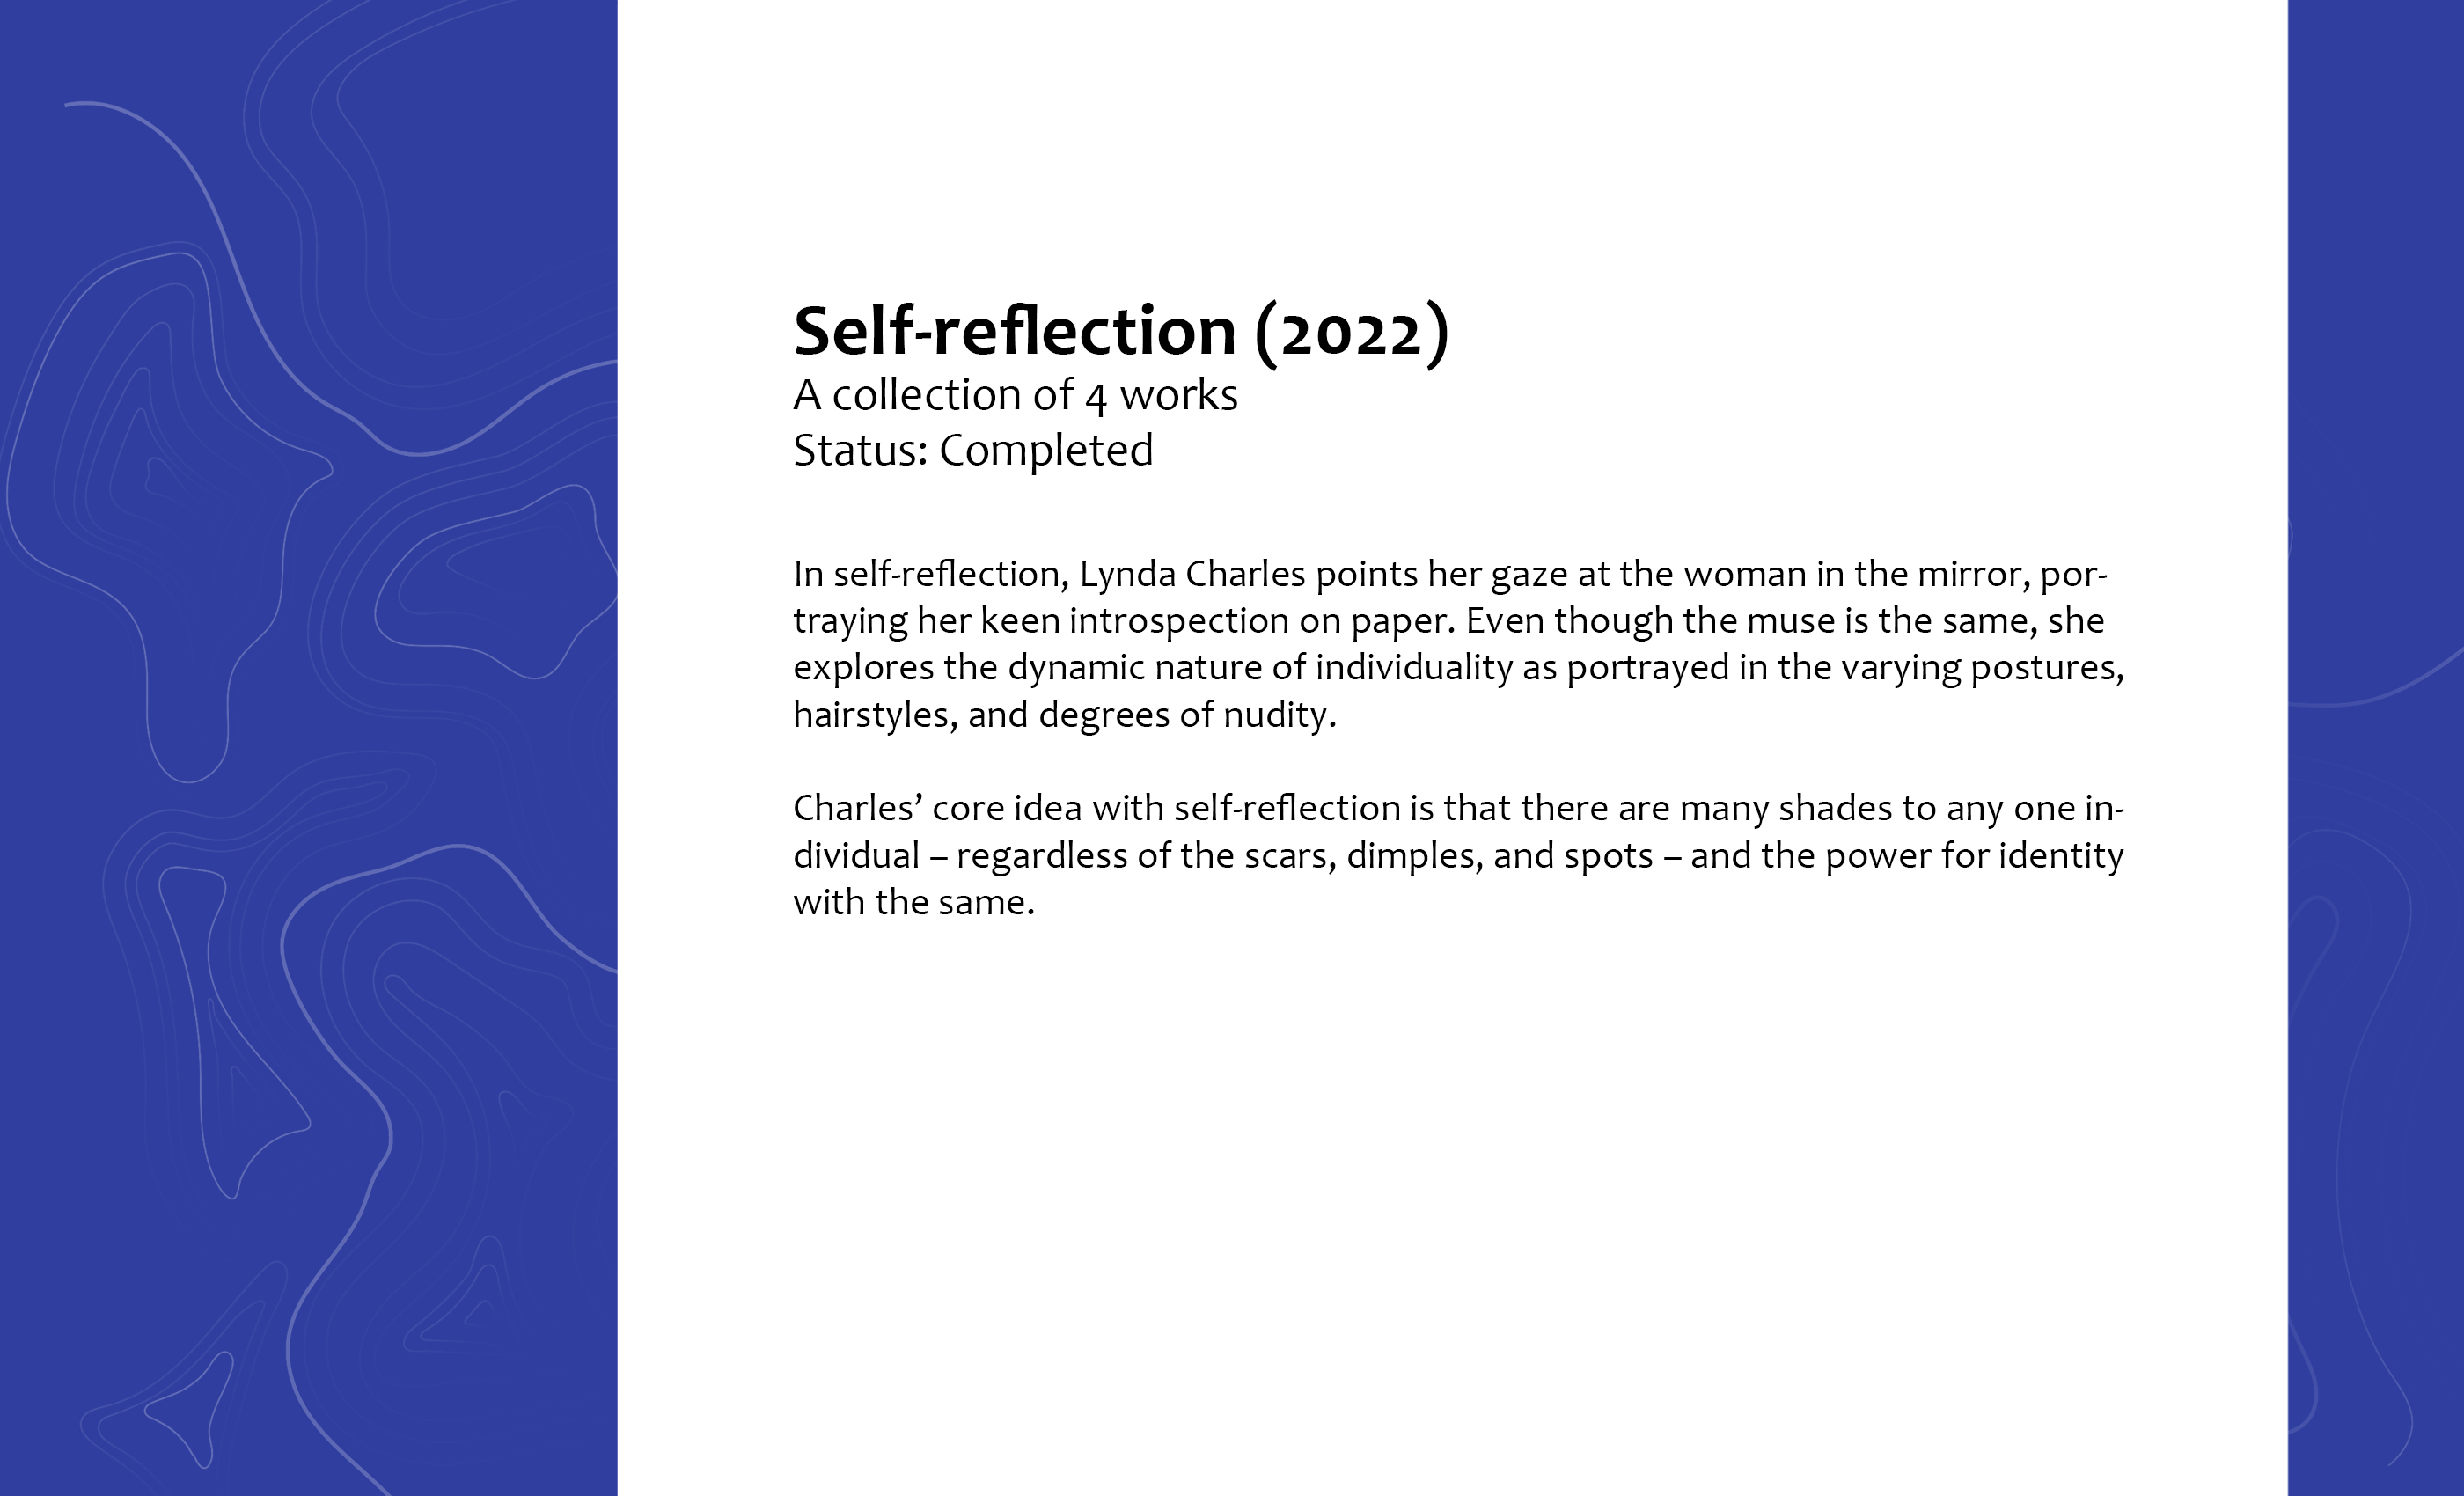 Self-reflection (2022)
A collection of 4 works
Status: Completed
In self-reflection, Lynda Charles points her gaze at the woman in the mirror, por-
traying her keen introspection on paper. Even though the muse is the same, she
explores the dynamic nature of individuality as portrayed in the varying postures,
hairstyles, and degrees of nudity.
Charles’ core idea with self-reflection is that there are many shades to any one in-
dividual – regardless of the scars, dimples, and spots – and the power for identity
with the same.